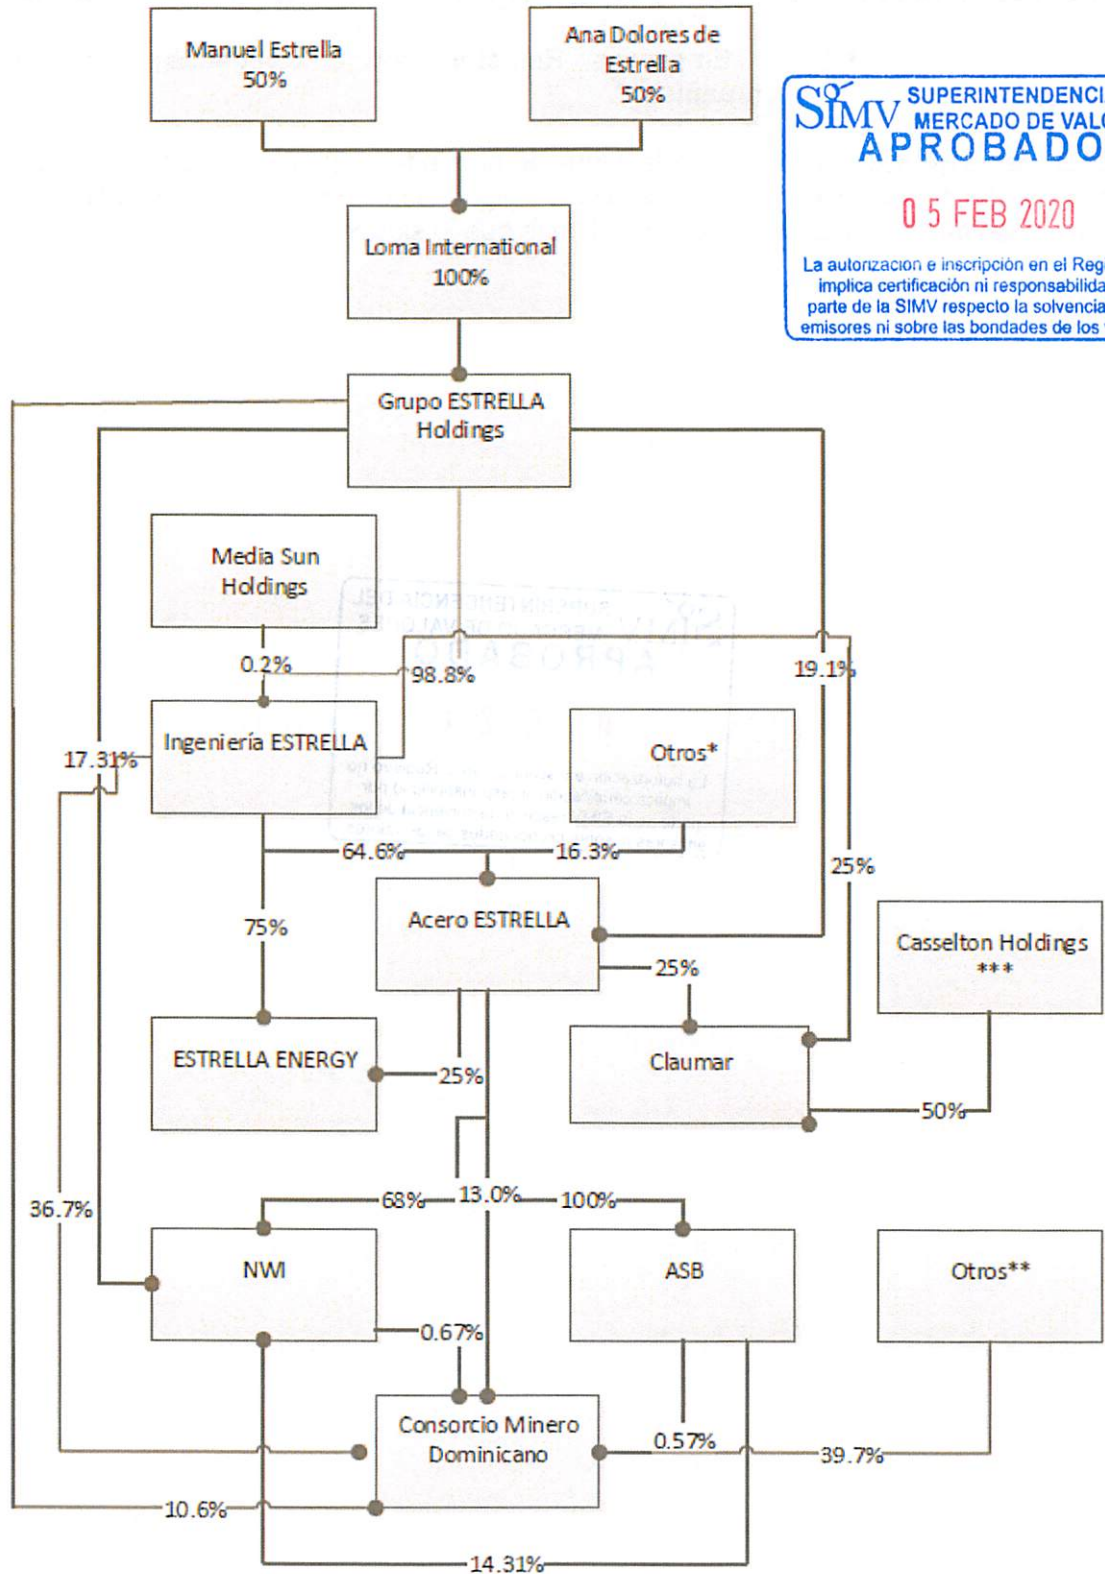 Manuel Estrella
50%
Ana Dolores de
Estrella
50%
SIMV SUPERINTENDENCI
MERCADO DE VALO
APROBADO
05 FEB 2020
La autorizacion e inscripción en el Reg
implica certificación ni responsabilida
parte de la SIMV respecto la solvencia
emisores ni sobre las bondades de los
Loma International
100%
Grupo ESTRELLA
Holdings
Media Sun
Holdings
0.2%
98.8%
19.1%
Ingeniería ESTRELLA
17.31%
Otros*
64.6%
16.3%
25%
75%
Acero ESTRELLA
Casselton Holdings
***
25%
ESTRELLA ENERGY
25%
Claumar
50%
36.7%
68%
13.0%
100%
NWI
ASB
Otros**
0.67%
Consorcio Minero
Dominicano
0.57%
39.7%
10.6%
14.31%